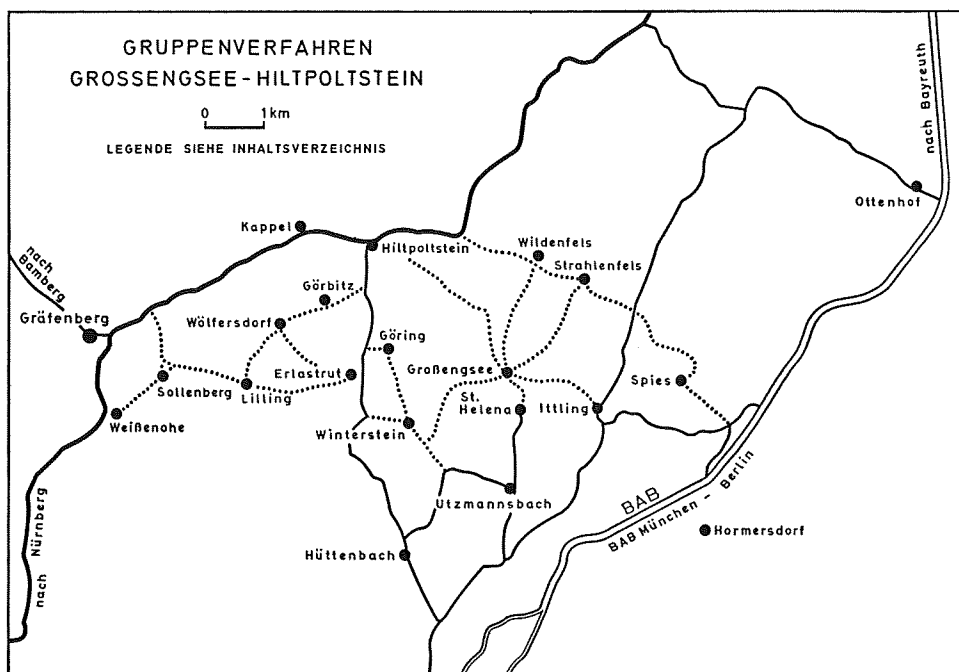 GRUPPENVERFAHREN
GROSSENGSEE-HILTPOLTSTEIN
0 1km
LEGENDE SIEHE INHALTSVERZEICHNIS
nach Bayreuth
Ottenhof
Kappel
Hiltpoltstein
Wildenfels
Strahlenfels
nach
Bamberg
Görbitz
Gräfenberg
Wölfersdorf
Göring
Großengsee
Spies
Erlastrut
Sollenberg
Lilling
St.
Helena
Ittling
Weißenohe
Winterstein
Utzmannsbach
BAB
BAB München - Berlin
Hormersdorf
Hüttenbach
nach Nürnberg